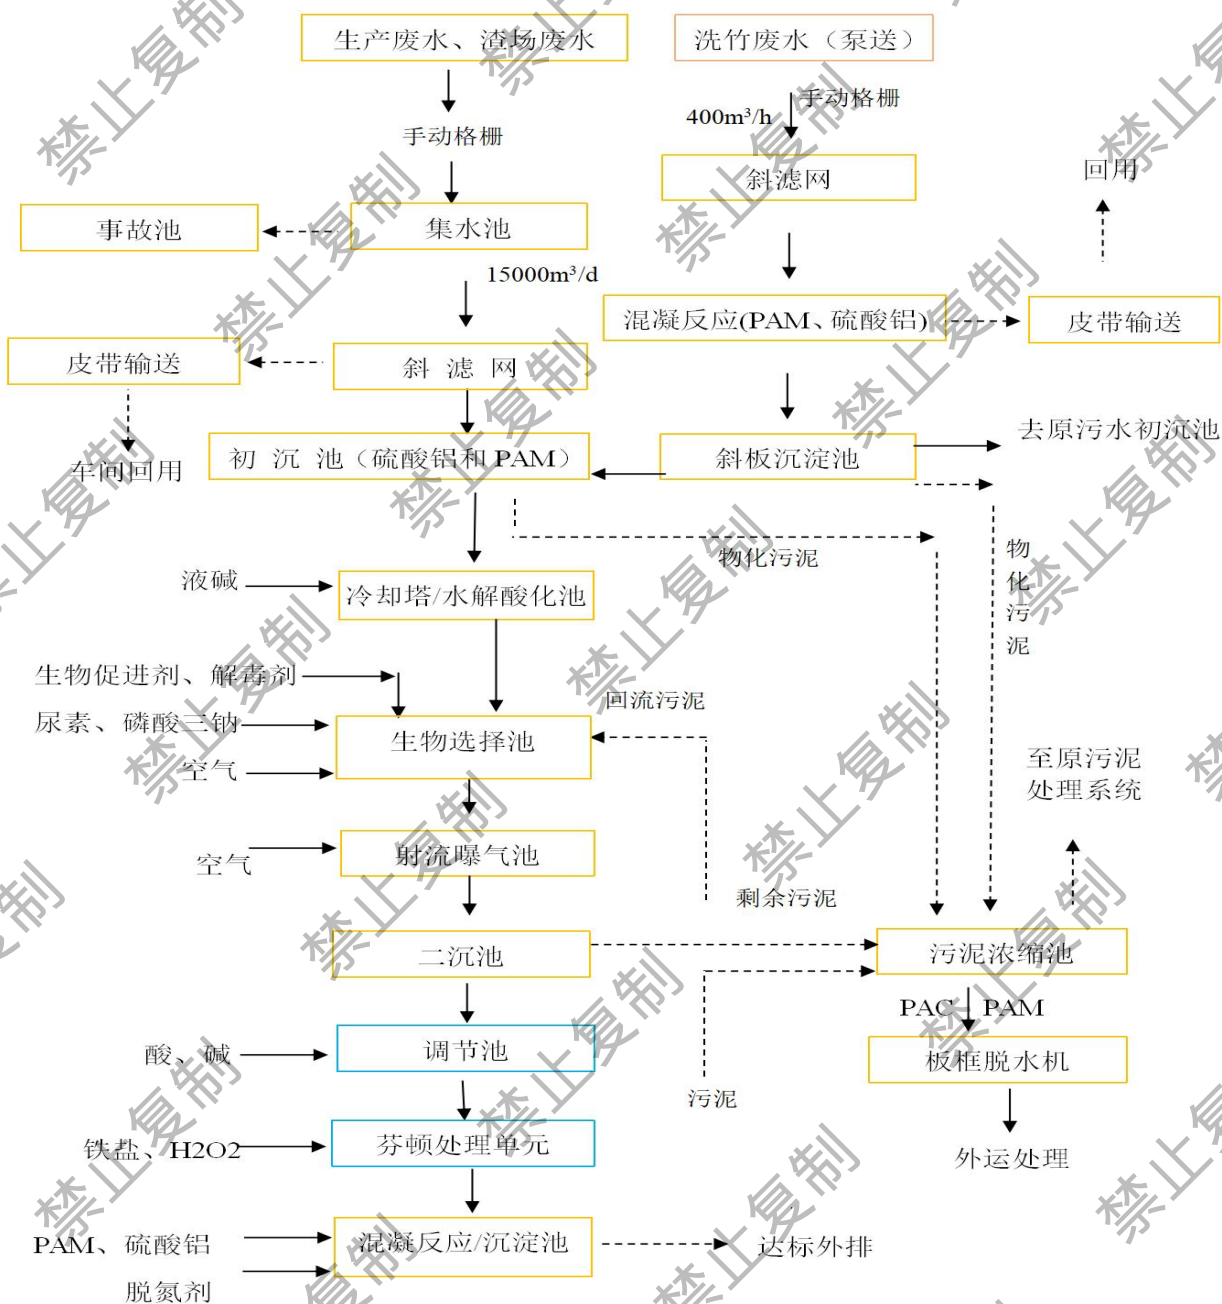 生产废水、渣场废水
洗竹废水（泵送）
手动格栅
400m³/h
手动格栅
斜滤网
回用
事故池
集水池
15000m³/d
混凝反应(PAM、硫酸铝)
皮带输送
皮带输送
斜 滤 网
去原污水初沉池
车间回用
初 沉 池（硫酸铝和PAM）
斜板沉淀池
物化污泥
物
化
污
泥
液碱
冷却塔/水解酸化池
生物促进剂、解毒剂
回流污泥
尿素、磷酸三钠
生物选择池
空气
至原污泥
处理系统
射流曝气池
空气
剩余污泥
二沉池
污泥浓缩池
PAC PAM
酸、碱
调节池
板框脱水机
污泥
铁盐、H2O2
芬顿处理单元
外运处理
PAM、硫酸铝
混凝反应/沉淀池
达标外排
脱氮剂
禁止复制